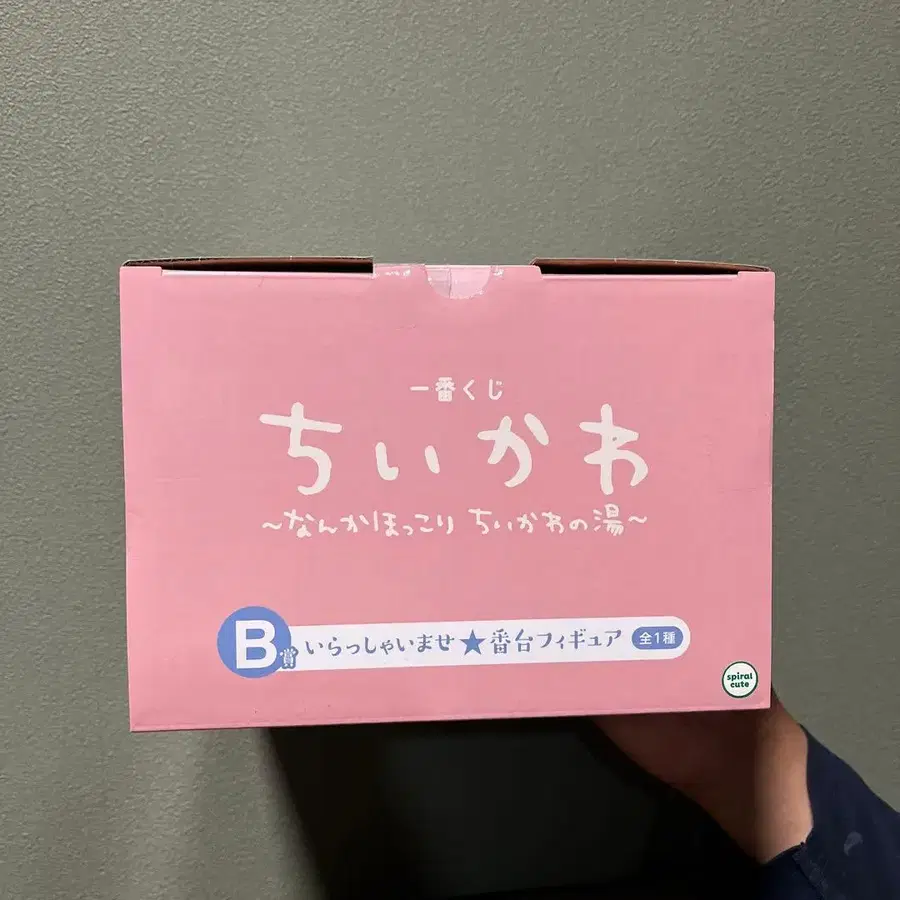 一番くじ
ちいかわ
~なんかほっこり ちいかわの湯~
B賞 いらっしゃいませ★番台フィギュア 全1種
spiral
cute